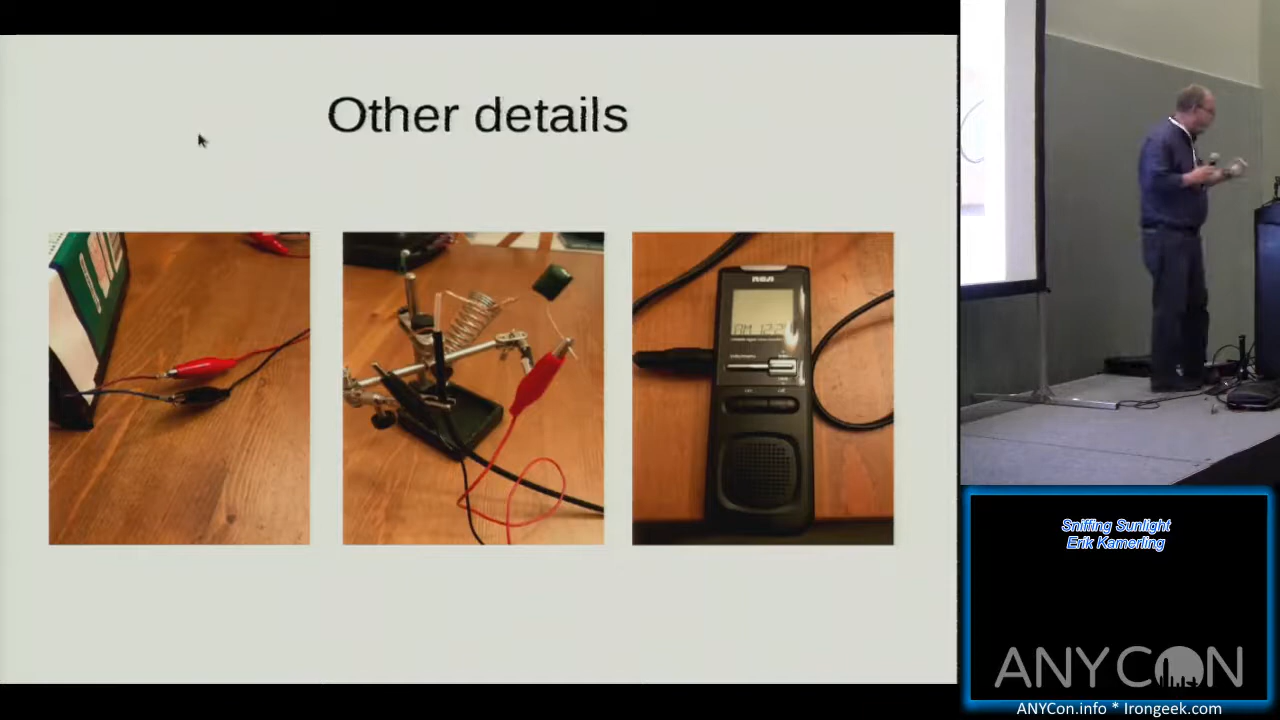 Other details
RCA
Sniffing Sunlight
Erik Kamerling
ANYCON
ANYCon.info * Irongeek.com